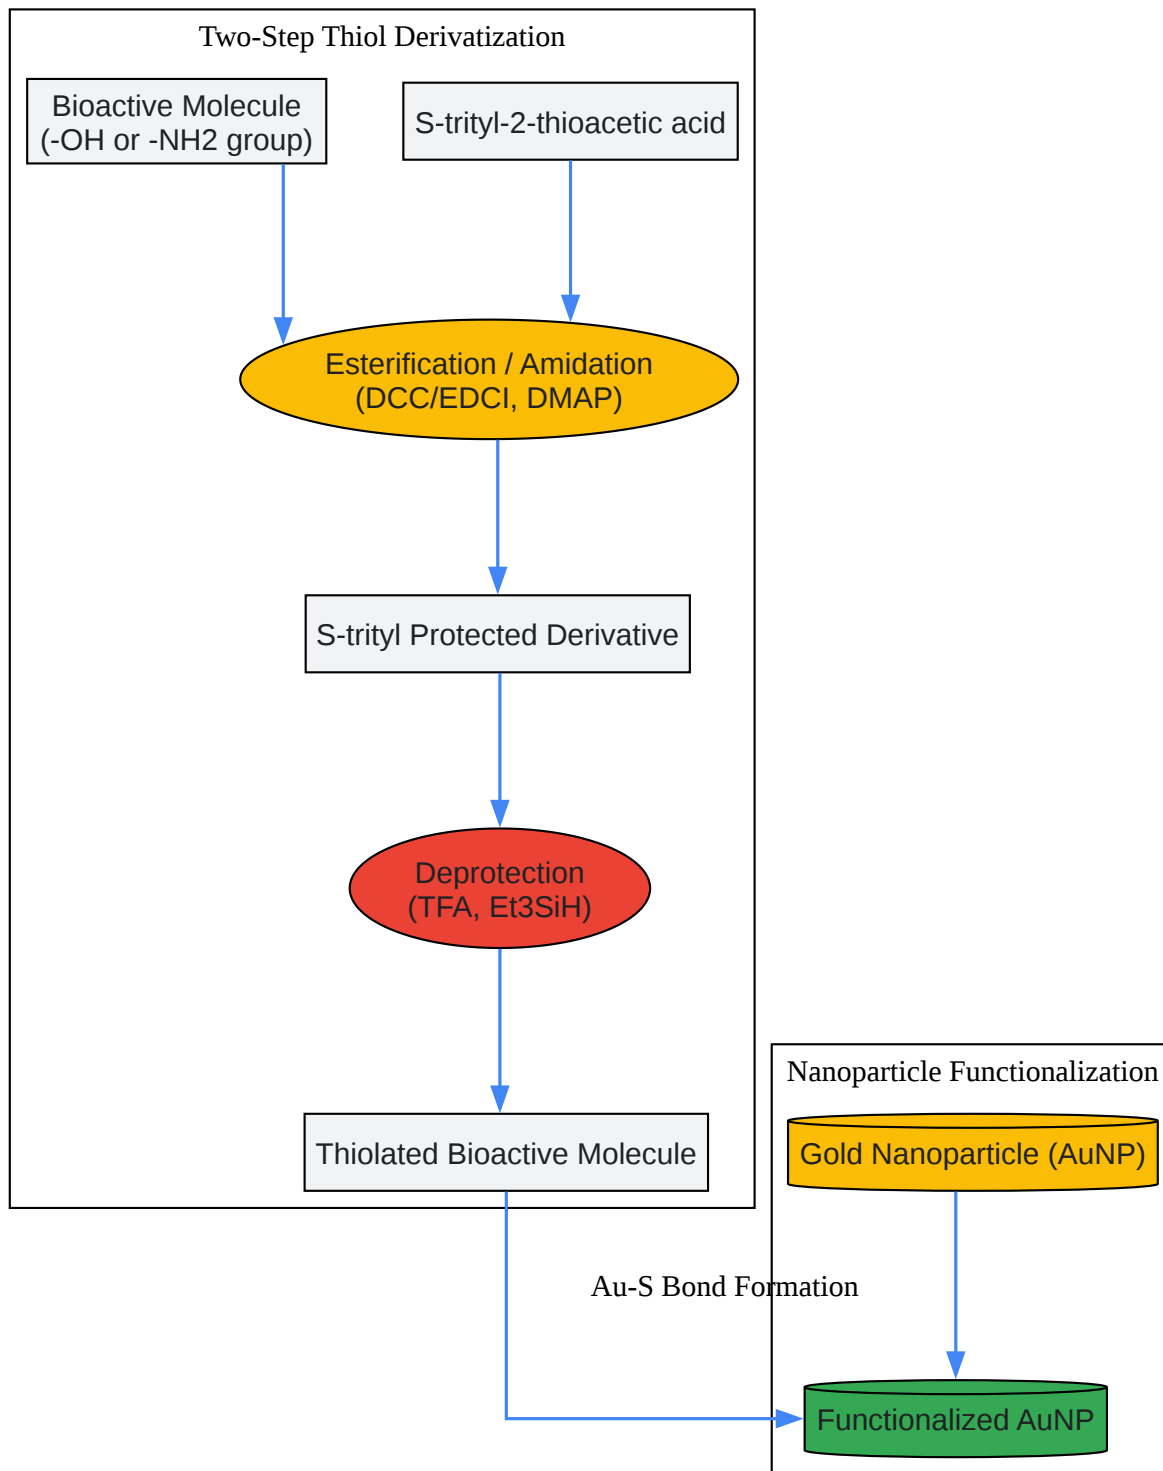 Two-Step Thiol Derivatization
Bioactive Molecule
(-OH or -NH2 group)
S-trityl-2-thioacetic acid
Esterification / Amidation
(DCC/EDCI, DMAP)
S-trityl Protected Derivative
Deprotection
(TFA, Et3SiH)
Thiolated Bioactive Molecule
Nanoparticle Functionalization
Gold Nanoparticle (AuNP)
Au-S Bond Formation
Functionalized AuNP